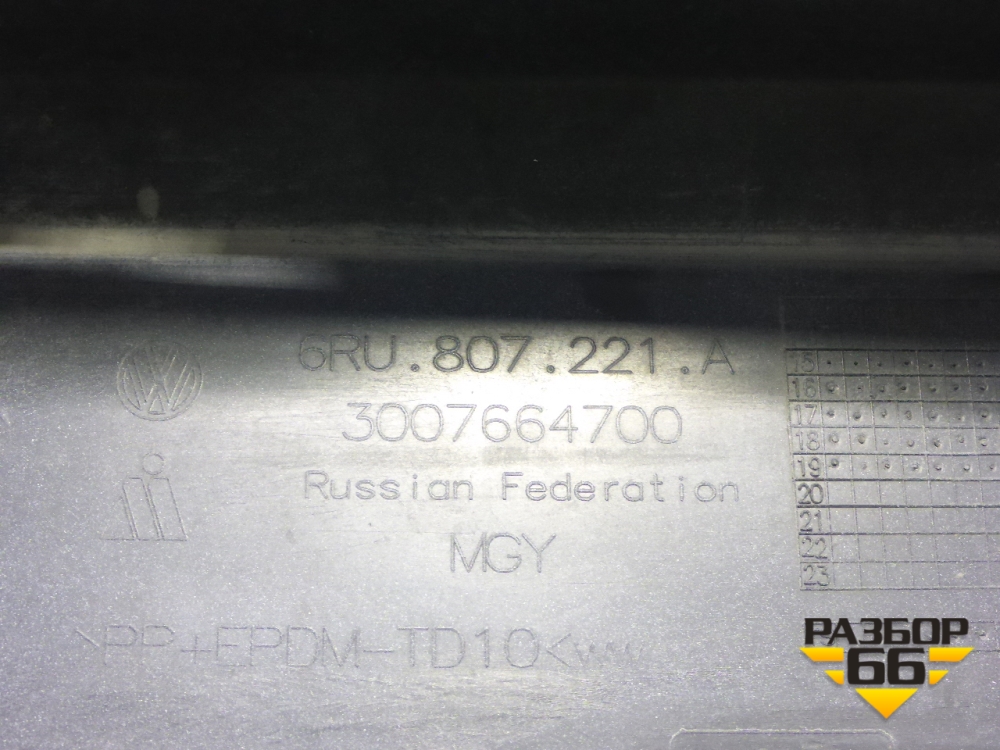 6RU.807.221.A
3007664700
Russian Federation
MGY
>PP+EPDM-TD10<
15
16
17
18
19
20
21
22
23
РАЗБОР
66